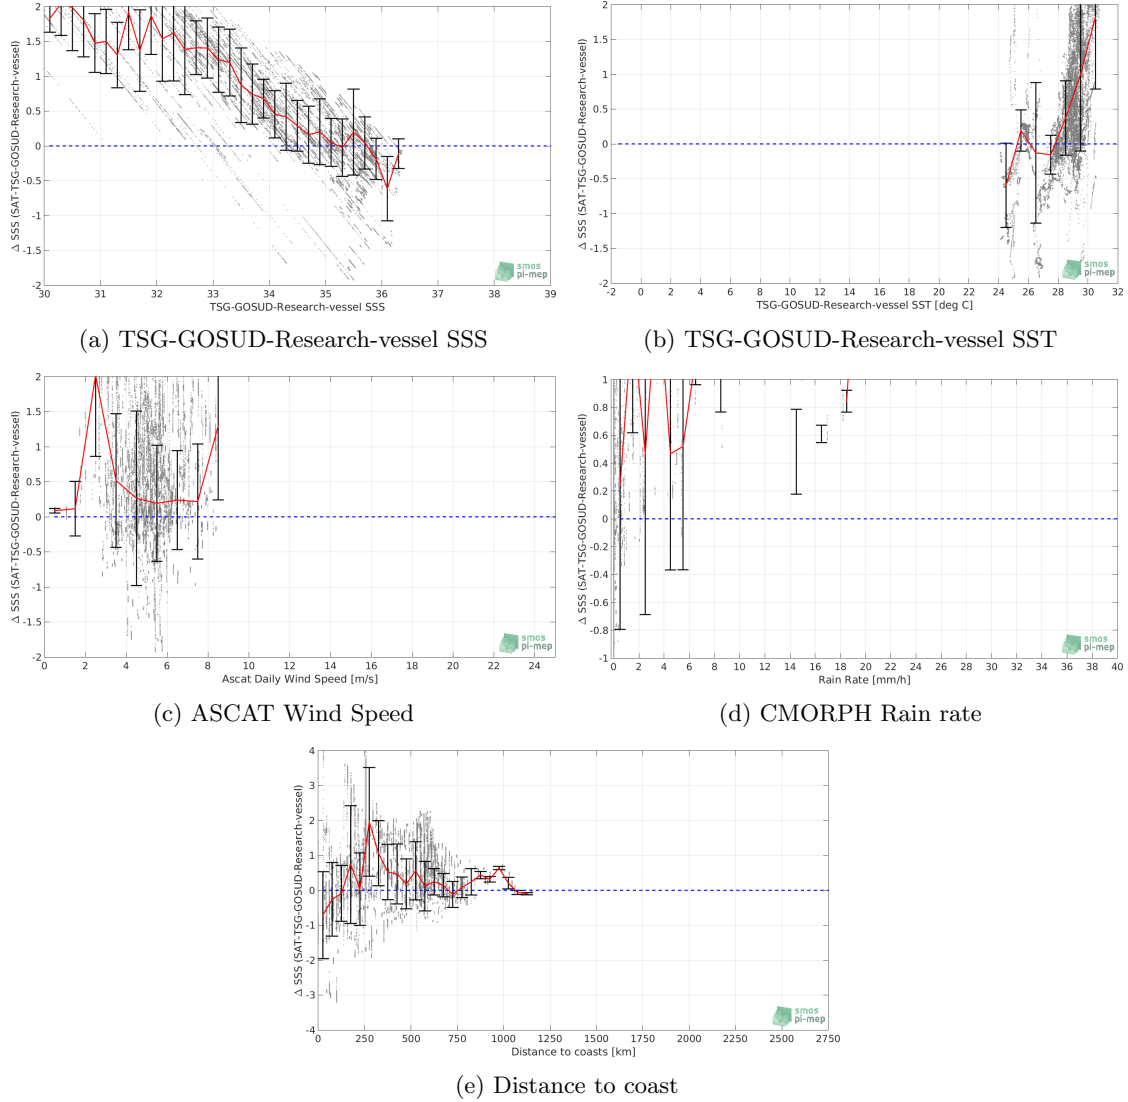 Δ SSS (SAT-TSG-GOSUD-Research-vessel)
2
1.5
1
0.5
0
-0.5
-1
-1.5
-2
30 31 32 33 34 35 36 37 38 39
TSG-GOSUD-Research-vessel SSS
smos
pi-mep
(a) TSG-GOSUD-Research-vessel SSS
Δ SSS (SAT-TSG-GOSUD-Research-vessel)
2
1.5
1
0.5
0
-0.5
-1
-1.5
-2
-2 0 2 4 6 8 10 12 14 16 18 20 22 24 26 28 30 32
TSG-GOSUD-Research-vessel SST [deg C]
smos
pi-mep
(b) TSG-GOSUD-Research-vessel SST
Δ SSS (SAT-TSG-GOSUD-Research-vessel)
2
1.5
1
0.5
0
-0.5
-1
-1.5
-2
0 2 4 6 8 10 12 14 16 18 20 22 24
Ascat Daily Wind Speed [m/s]
smos
pi-mep
(c) ASCAT Wind Speed
Δ SSS (SAT-TSG-GOSUD-Research-vessel)
1
0.8
0.6
0.4
0.2
0
-0.2
-0.4
-0.6
-0.8
-1
0 2 4 6 8 10 12 14 16 18 20 22 24 26 28 30 32 34 36 38 40
Rain Rate [mm/h]
smos
pi-mep
(d) CMORPH Rain rate
Δ SSS (SAT-TSG-GOSUD-Research-vessel)
4
3
2
1
0
-1
-2
-3
-4
0 250 500 750 1000 1250 1500 1750 2000 2250 2500 2750
Distance to coasts [km]
smos
pi-mep
(e) Distance to coast